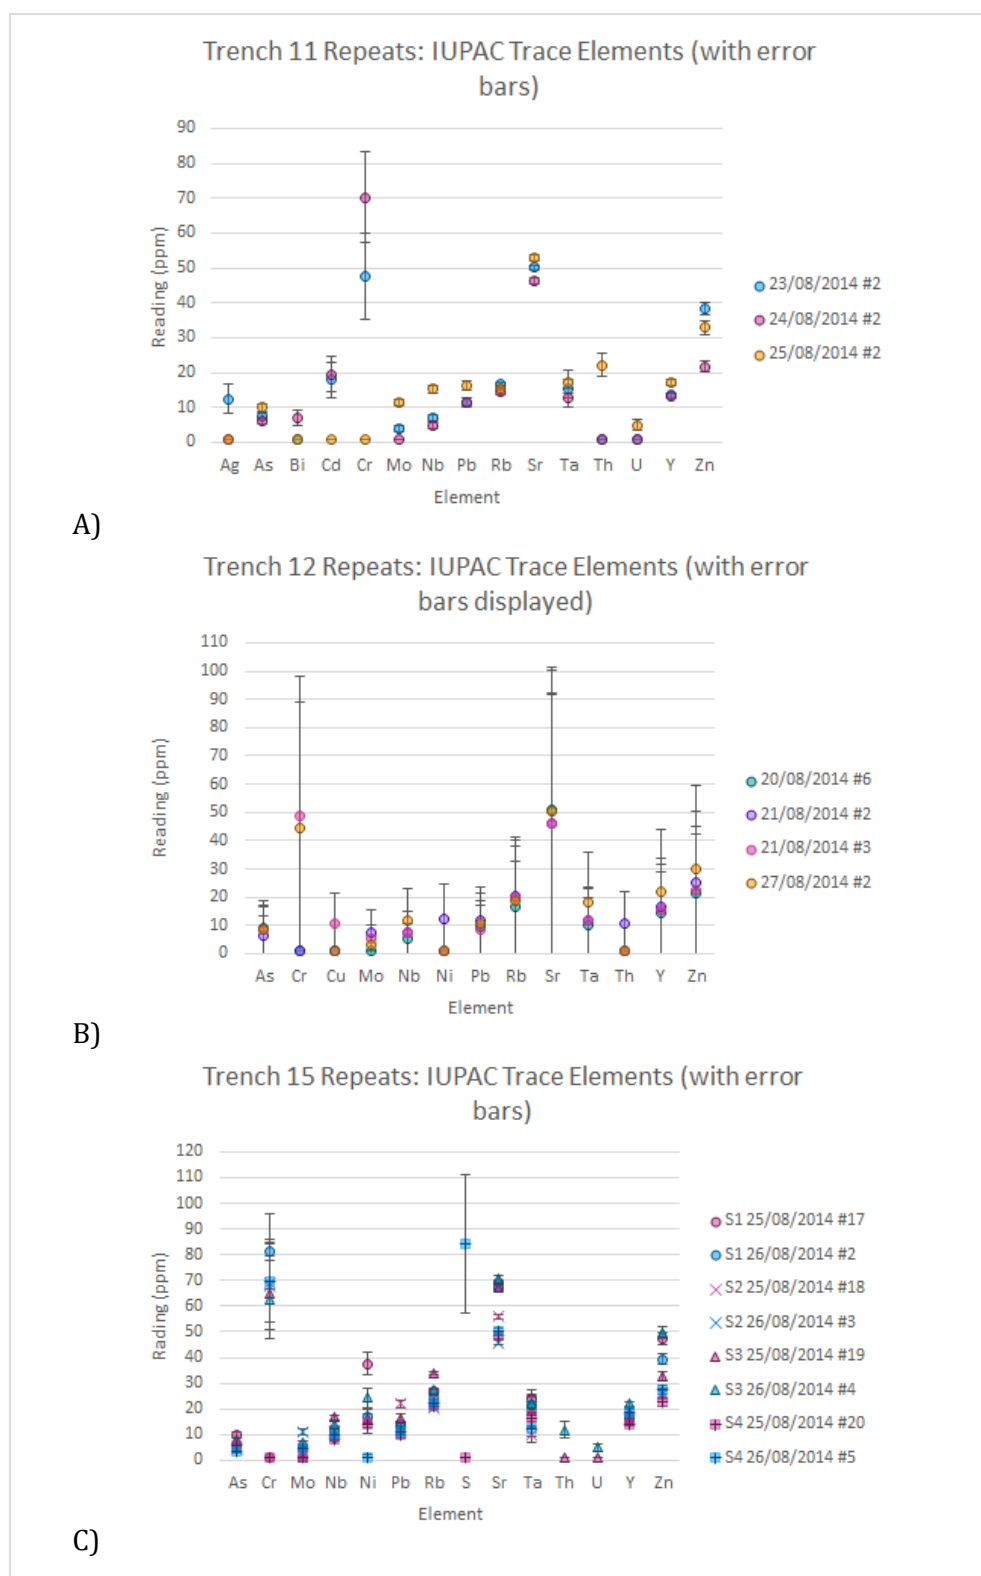 Trench 11 Repeats: IUPAC Trace Elements (with error
bars)
90
80
70
60
50
40
30
20
10
0
Reading (ppm)
Ag As Bi Cd Cr Mo Nb Pb Rb Sr Ta Th U Y Zn
Element
23/08/2014 #2
24/08/2014 #2
25/08/2014 #2
A)
Trench 12 Repeats: IUPAC Trace Elements (with error
bars displayed)
110
100
90
80
70
60
50
40
30
20
10
0
Reading (ppm)
As Cr Cu Mo Nb Ni Pb Rb Sr Ta Th Y Zn
Element
20/08/2014 #6
21/08/2014 #2
21/08/2014 #3
27/08/2014 #2
B)
Trench 15 Repeats: IUPAC Trace Elements (with error
bars)
120
110
100
90
80
70
60
50
40
30
20
10
0
Rading (ppm)
As Cr Mo Nb Ni Pb Rb S Sr Ta Th U Y Zn
Element
S1 25/08/2014 #17
S1 26/08/2014 #2
S2 25/08/2014 #18
S2 26/08/2014 #3
S3 25/08/2014 #19
S3 26/08/2014 #4
S4 25/08/2014 #20
S4 26/08/2014 #5
C)